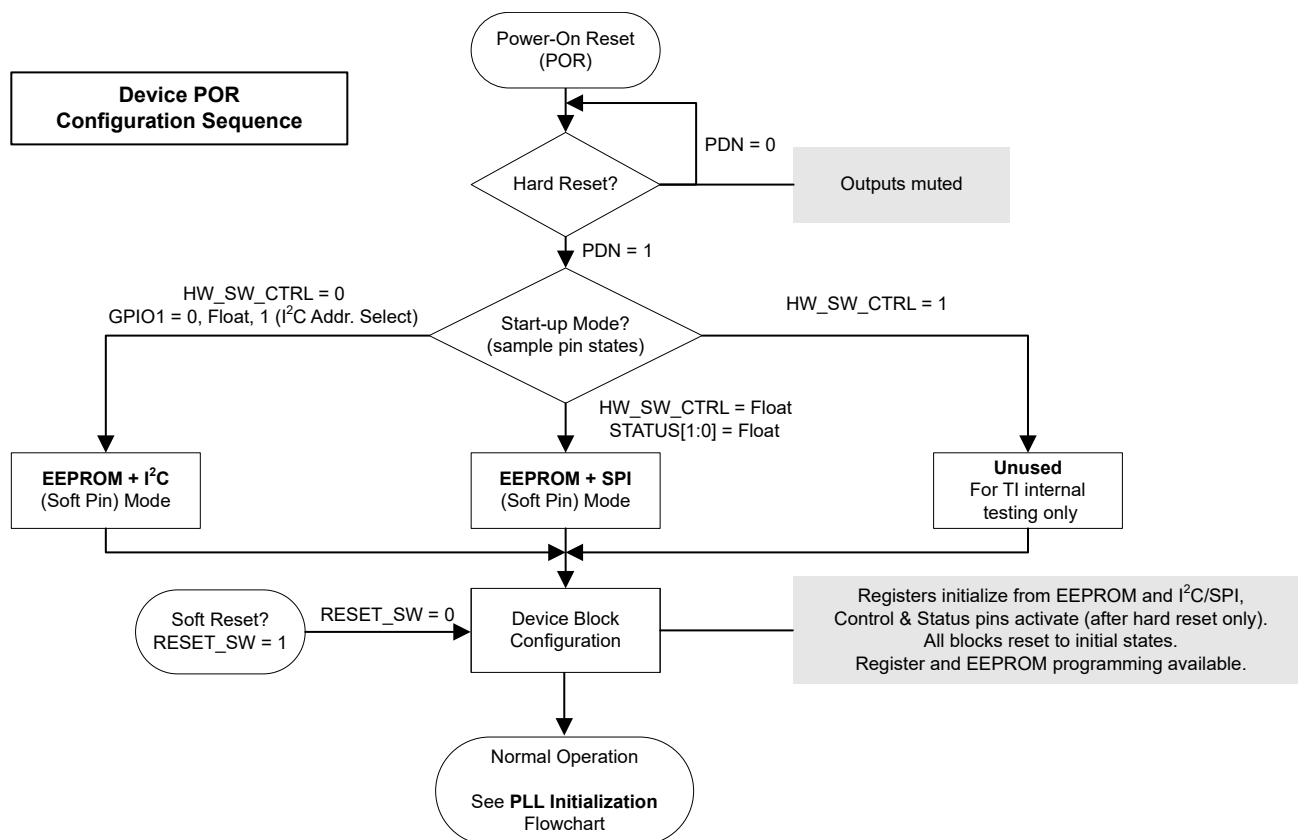 Power-On Reset
(POR)
Device POR
Configuration Sequence
PDN = 0
Hard Reset?
Outputs muted
PDN = 1
HW_SW_CTRL = 0
GPIO1 = 0, Float, 1 (I²C Addr. Select)
Start-up Mode?
(sample pin states)
HW_SW_CTRL = 1
HW_SW_CTRL = Float
STATUS[1:0] = Float
EEPROM + I²C
(Soft Pin) Mode
EEPROM + SPI
(Soft Pin) Mode
Unused
For TI internal
testing only
Soft Reset?
RESET_SW = 1
RESET_SW = 0
Device Block
Configuration
Registers initialize from EEPROM and I²C/SPI,
Control & Status pins activate (after hard reset only).
All blocks reset to initial states.
Register and EEPROM programming available.
Normal Operation
See PLL Initialization
Flowchart